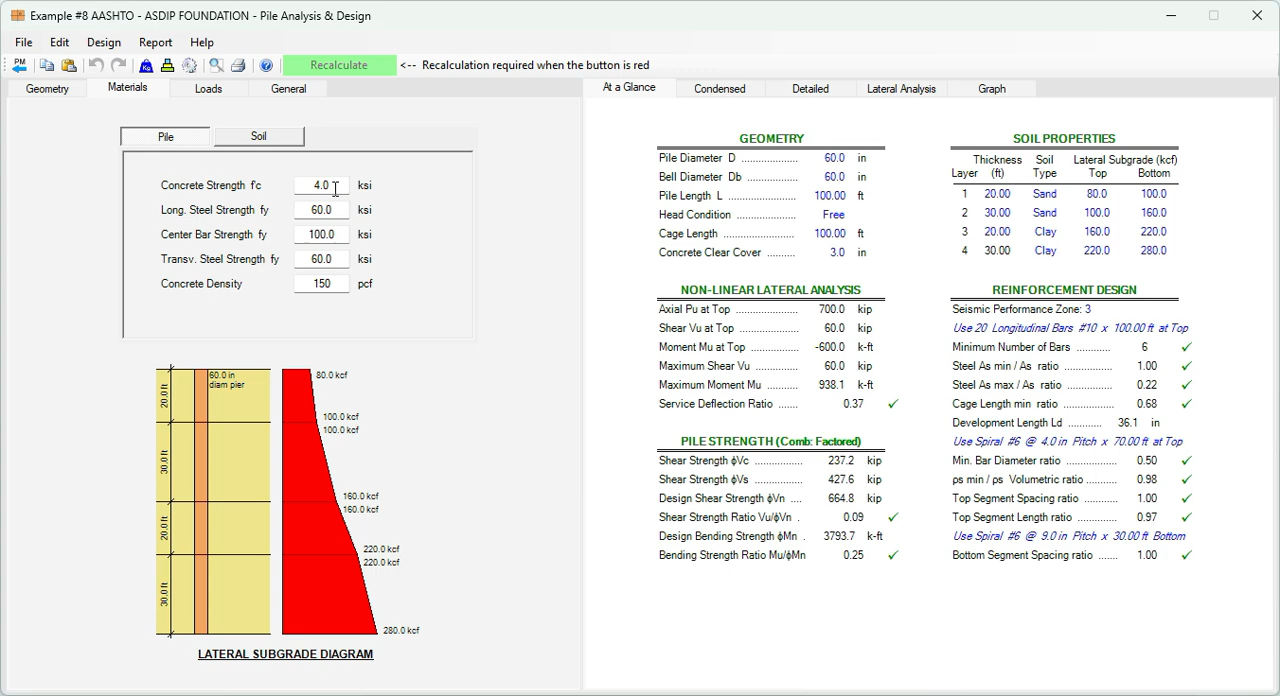 Example #8 AASHTO - ASDIP FOUNDATION - Pile Analysis & Design
File Edit Design Report Help
PM Kg Recalculate <-- Recalculation required when the button is red
Geometry Materials Loads General
At a Glance Condensed Detailed Lateral Analysis Graph
Pile Soil
Concrete Strength f'c 4.0 ksi
Long. Steel Strength fy 60.0 ksi
Center Bar Strength fy 100.0 ksi
Transv. Steel Strength fy 60.0 ksi
Concrete Density 150 pcf
60.0 in
diam pier
20.0 ft
30.0 ft
20.0 ft
30.0 ft
80.0 kcf
100.0 kcf
100.0 kcf
160.0 kcf
160.0 kcf
220.0 kcf
220.0 kcf
280.0 kcf
LATERAL SUBGRADE DIAGRAM
GEOMETRY
Pile Diameter D ................... 60.0 in
Bell Diameter Db ................. 60.0 in
Pile Length L ....................... 100.00 ft
Head Condition .................... Free
Cage Length ........................ 100.00 ft
Concrete Clear Cover .......... 3.0 in
NON-LINEAR LATERAL ANALYSIS
Axial Pu at Top ...................... 700.0 kip
Shear Vu at Top ................... 60.0 kip
Moment Mu at Top ................ -600.0 k-ft
Maximum Shear Vu .............. 60.0 kip
Maximum Moment Mu ........... 938.1 k-ft
Service Deflection Ratio ...... 0.37 ✓
PILE STRENGTH (Comb: Factored)
Shear Strength ϕVc ................ 237.2 kip
Shear Strength ϕVs ................ 427.6 kip
Design Shear Strength ϕVn .... 664.8 kip
Shear Strength Ratio Vu/ϕVn . 0.09 ✓
Design Bending Strength ϕMn . 3793.7 k-ft
Bending Strength Ratio Mu/ϕMn 0.25 ✓
SOIL PROPERTIES
Thickness Soil Lateral Subgrade (kcf)
Layer (ft) Type Top Bottom
1 20.00 Sand 80.0 100.0
2 30.00 Sand 100.0 160.0
3 20.00 Clay 160.0 220.0
4 30.00 Clay 220.0 280.0
REINFORCEMENT DESIGN
Seismic Performance Zone: 3
Use 20 Longitudinal Bars #10 x 100.00 ft at Top
Minimum Number of Bars ............ 6 ✓
Steel As min / As ratio ................ 1.00 ✓
Steel As max / As ratio ............... 0.22 ✓
Cage Length min ratio ................. 0.68 ✓
Development Length Ld ........... 36.1 in
Use Spiral #6 @ 4.0 in Pitch x 70.00 ft at Top
Min. Bar Diameter ratio ................ 0.50 ✓
ρs min / ρs Volumetric ratio .......... 0.98 ✓
Top Segment Spacing ratio .......... 1.00 ✓
Top Segment Length ratio ............ 0.97 ✓
Use Spiral #6 @ 9.0 in Pitch x 30.00 ft Bottom
Bottom Segment Spacing ratio ...... 1.00 ✓